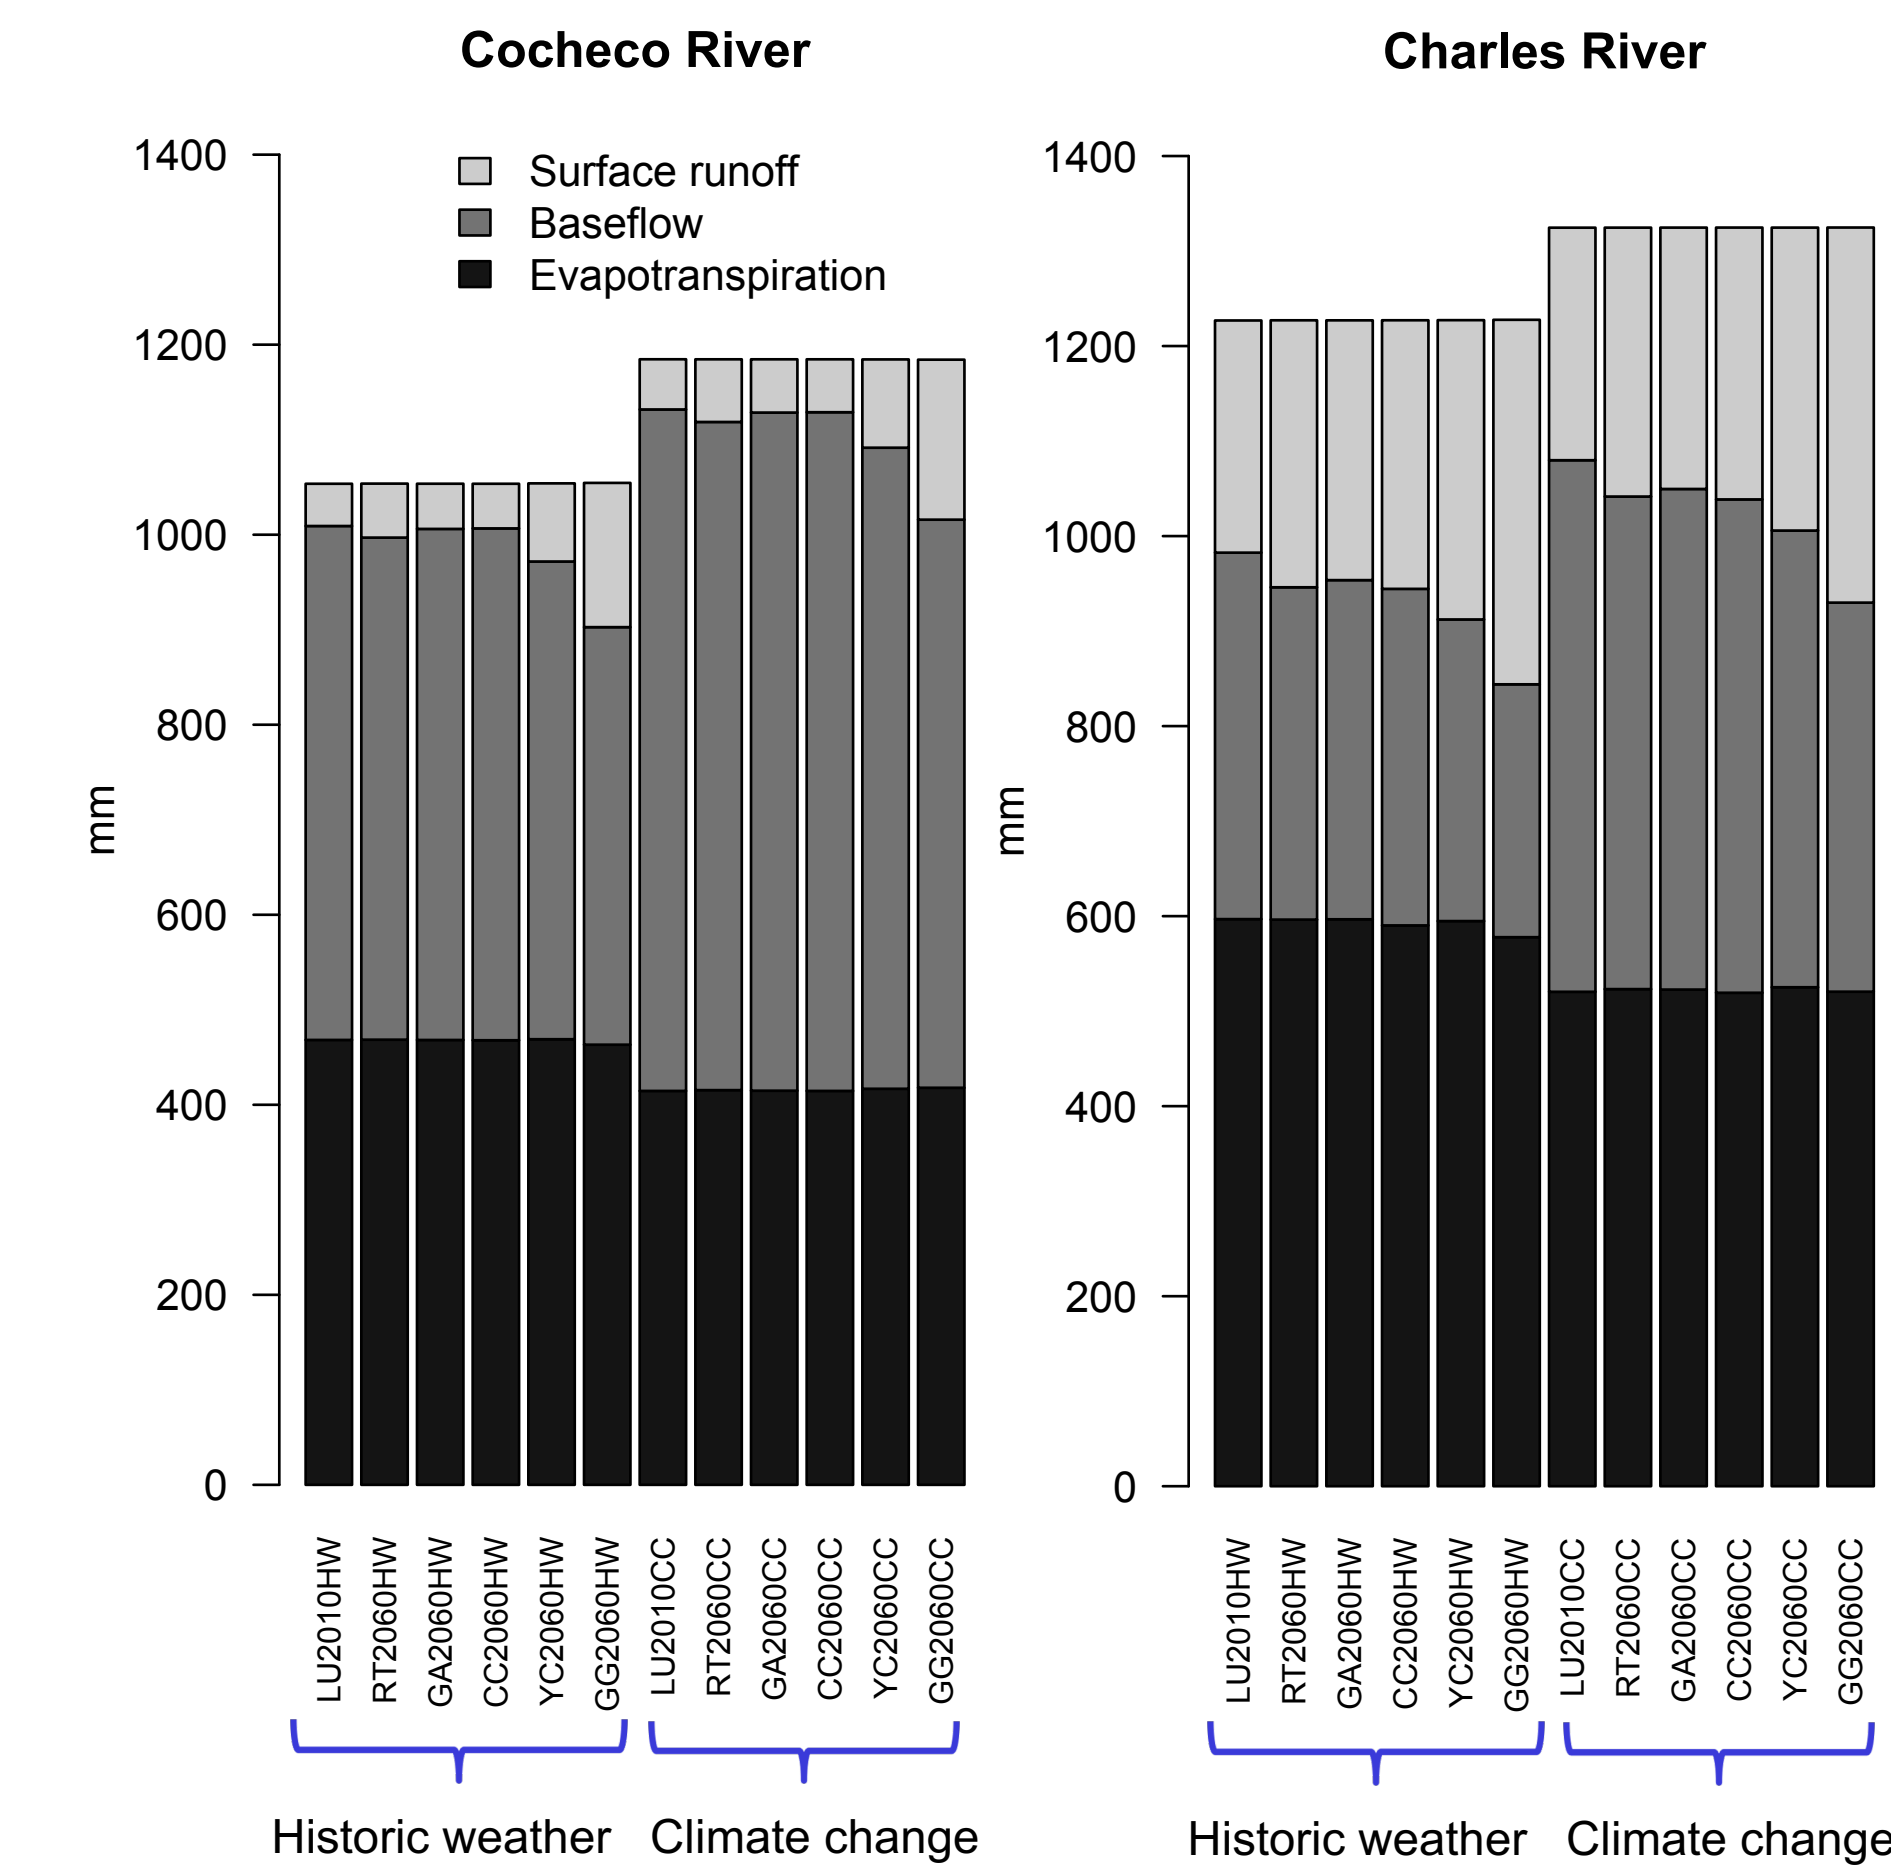 Cocheco River
1400
1200
1000
800
600
400
200
0
mm
Surface runoff
Baseflow
Evapotranspiration
LU2010HW
RT2060HW
GA2060HW
CC2060HW
YC2060HW
GG2060HW
LU2010CC
RT2060CC
GA2060CC
CC2060CC
YC2060CC
GG2060CC
Historic weather
Climate change
Charles River
1400
1200
1000
800
600
400
200
0
mm
LU2010HW
RT2060HW
GA2060HW
CC2060HW
YC2060HW
GG2060HW
LU2010CC
RT2060CC
GA2060CC
CC2060CC
YC2060CC
GG2060CC
Historic weather
Climate change